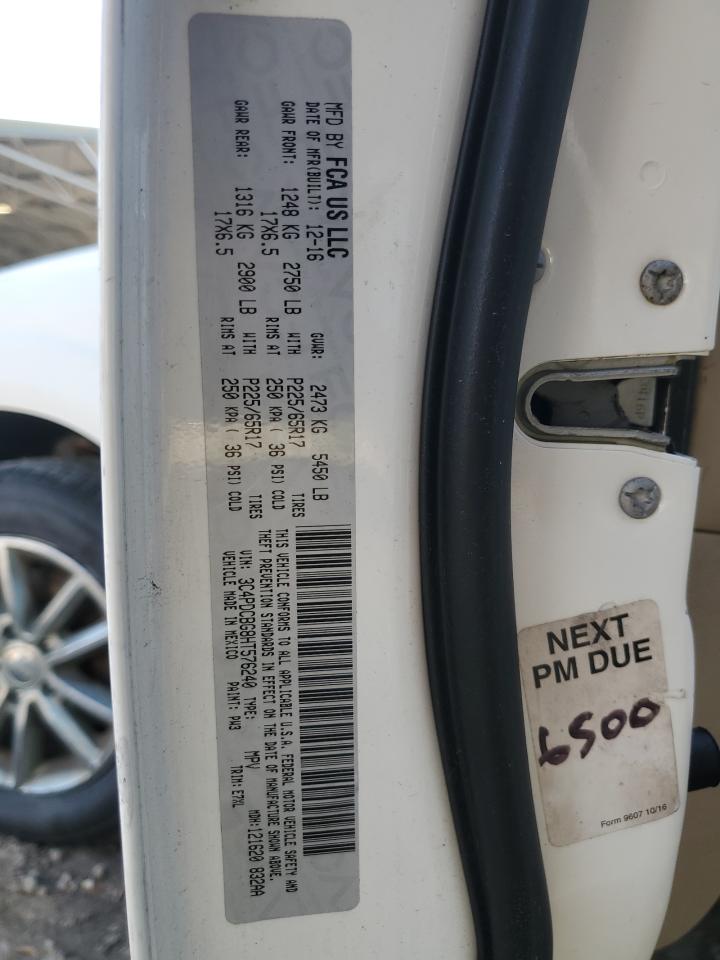 MFD BY FCA US LLC
DATE OF MFR(BUILT): 12-16 GVWR: 2473 KG 5450 LB
GAWR FRONT: 1248 KG 2750 LB WITH P225/65R17 TIRES
17X6.5 RIMS AT 250 KPA ( 36 PSI) COLD
GAWR REAR: 1316 KG 2900 LB WITH P225/65R17 TIRES
17X6.5 RIMS AT 250 KPA ( 36 PSI) COLD
THIS VEHICLE CONFORMS TO ALL APPLICABLE U.S.A. FEDERAL MOTOR VEHICLE SAFETY AND
THEFT PREVENTION STANDARDS IN EFFECT ON THE DATE OF MANUFACTURE SHOWN ABOVE.
VIN: 3C4PDCBG8HT576240 TYPE: MPV MDH:121620 832AA
VEHICLE MADE IN MEXICO PAINT: PW3 TRIM:E7XL
NEXT
PM DUE
6500
Form 9607 10/16